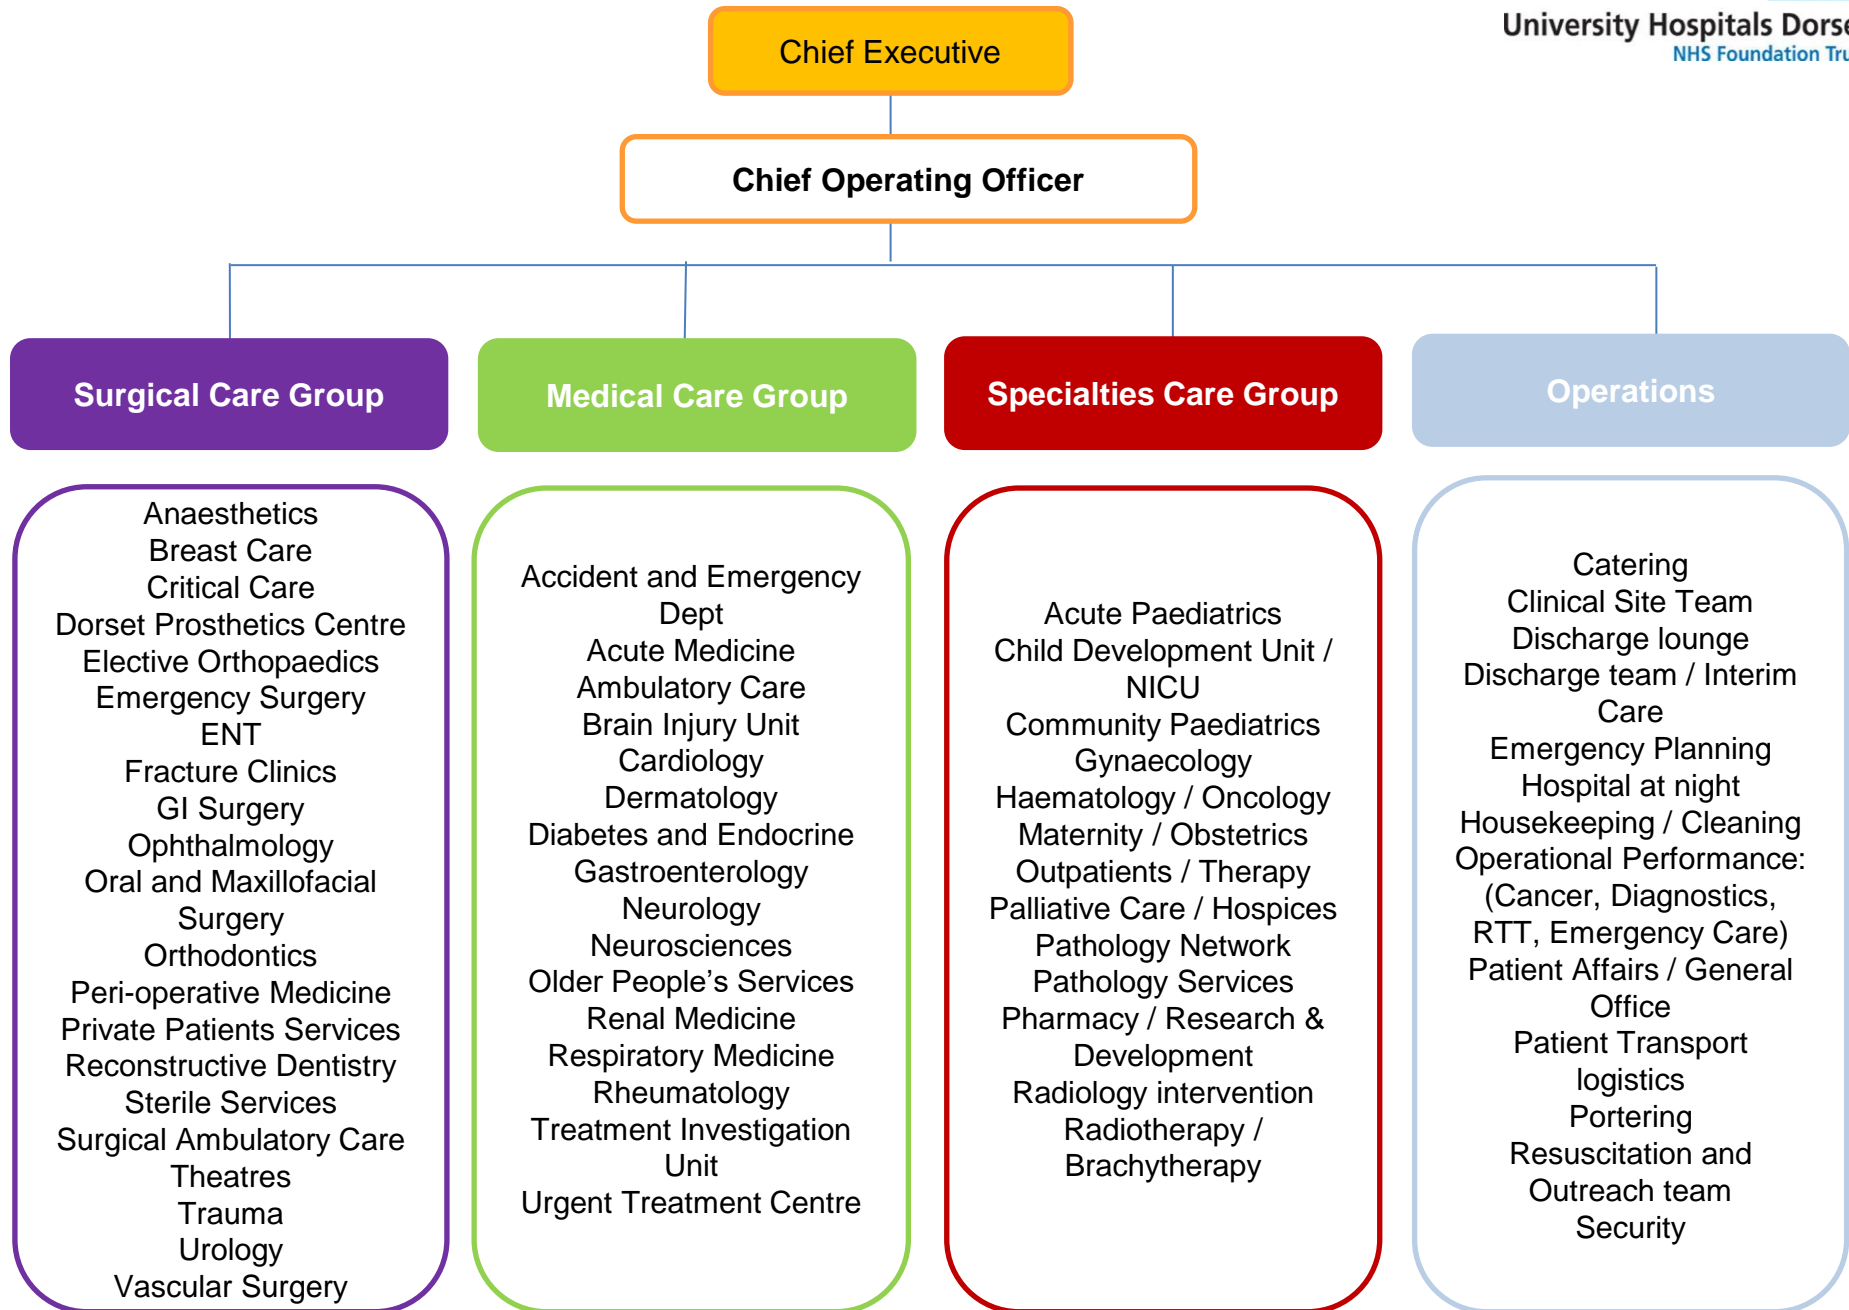 University Hospitals Dorse
NHS Foundation Tru
Chief Executive
Chief Operating Officer
Surgical Care Group
Medical Care Group
Specialties Care Group
Operations
Anaesthetics
Breast Care
Critical Care
Dorset Prosthetics Centre
Elective Orthopaedics
Emergency Surgery
ENT
Fracture Clinics
GI Surgery
Ophthalmology
Oral and Maxillofacial
Surgery
Orthodontics
Peri-operative Medicine
Private Patients Services
Reconstructive Dentistry
Sterile Services
Surgical Ambulatory Care
Theatres
Trauma
Urology
Vascular Surgery
Accident and Emergency
Dept
Acute Medicine
Ambulatory Care
Brain Injury Unit
Cardiology
Dermatology
Diabetes and Endocrine
Gastroenterology
Neurology
Neurosciences
Older People’s Services
Renal Medicine
Respiratory Medicine
Rheumatology
Treatment Investigation
Unit
Urgent Treatment Centre
Acute Paediatrics
Child Development Unit /
NICU
Community Paediatrics
Gynaecology
Haematology / Oncology
Maternity / Obstetrics
Outpatients / Therapy
Palliative Care / Hospices
Pathology Network
Pathology Services
Pharmacy / Research &
Development
Radiology intervention
Radiotherapy /
Brachytherapy
Catering
Clinical Site Team
Discharge lounge
Discharge team / Interim
Care
Emergency Planning
Hospital at night
Housekeeping / Cleaning
Operational Performance:
(Cancer, Diagnostics,
RTT, Emergency Care)
Patient Affairs / General
Office
Patient Transport
logistics
Portering
Resuscitation and
Outreach team
Security